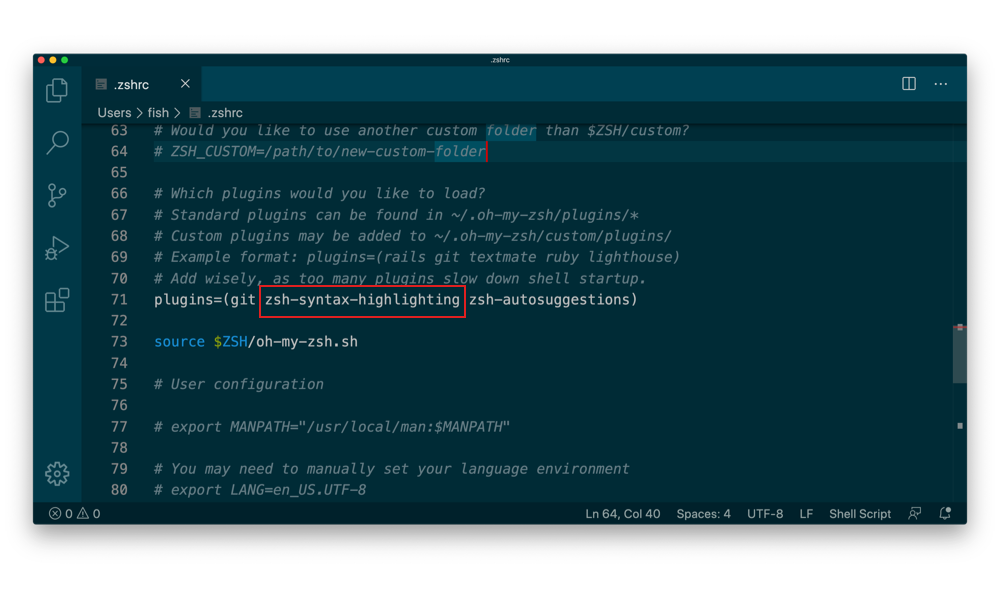 .zshrc
.zshrc
Users > fish > .zshrc
63 # Would you like to use another custom folder than $ZSH/custom?
64 # ZSH_CUSTOM=/path/to/new-custom-folder
65
66 # Which plugins would you like to load?
67 # Standard plugins can be found in ~/.oh-my-zsh/plugins/*
68 # Custom plugins may be added to ~/.oh-my-zsh/custom/plugins/
69 # Example format: plugins=(rails git textmate ruby lighthouse)
70 # Add wisely, as too many plugins slow down shell startup.
71 plugins=(git zsh-syntax-highlighting zsh-autosuggestions)
72
73 source $ZSH/oh-my-zsh.sh
74
75 # User configuration
76
77 # export MANPATH="/usr/local/man:$MANPATH"
78
79 # You may need to manually set your language environment
80 # export LANG=en_US.UTF-8
0 0 Ln 64, Col 40 Spaces: 4 UTF-8 LF Shell Script